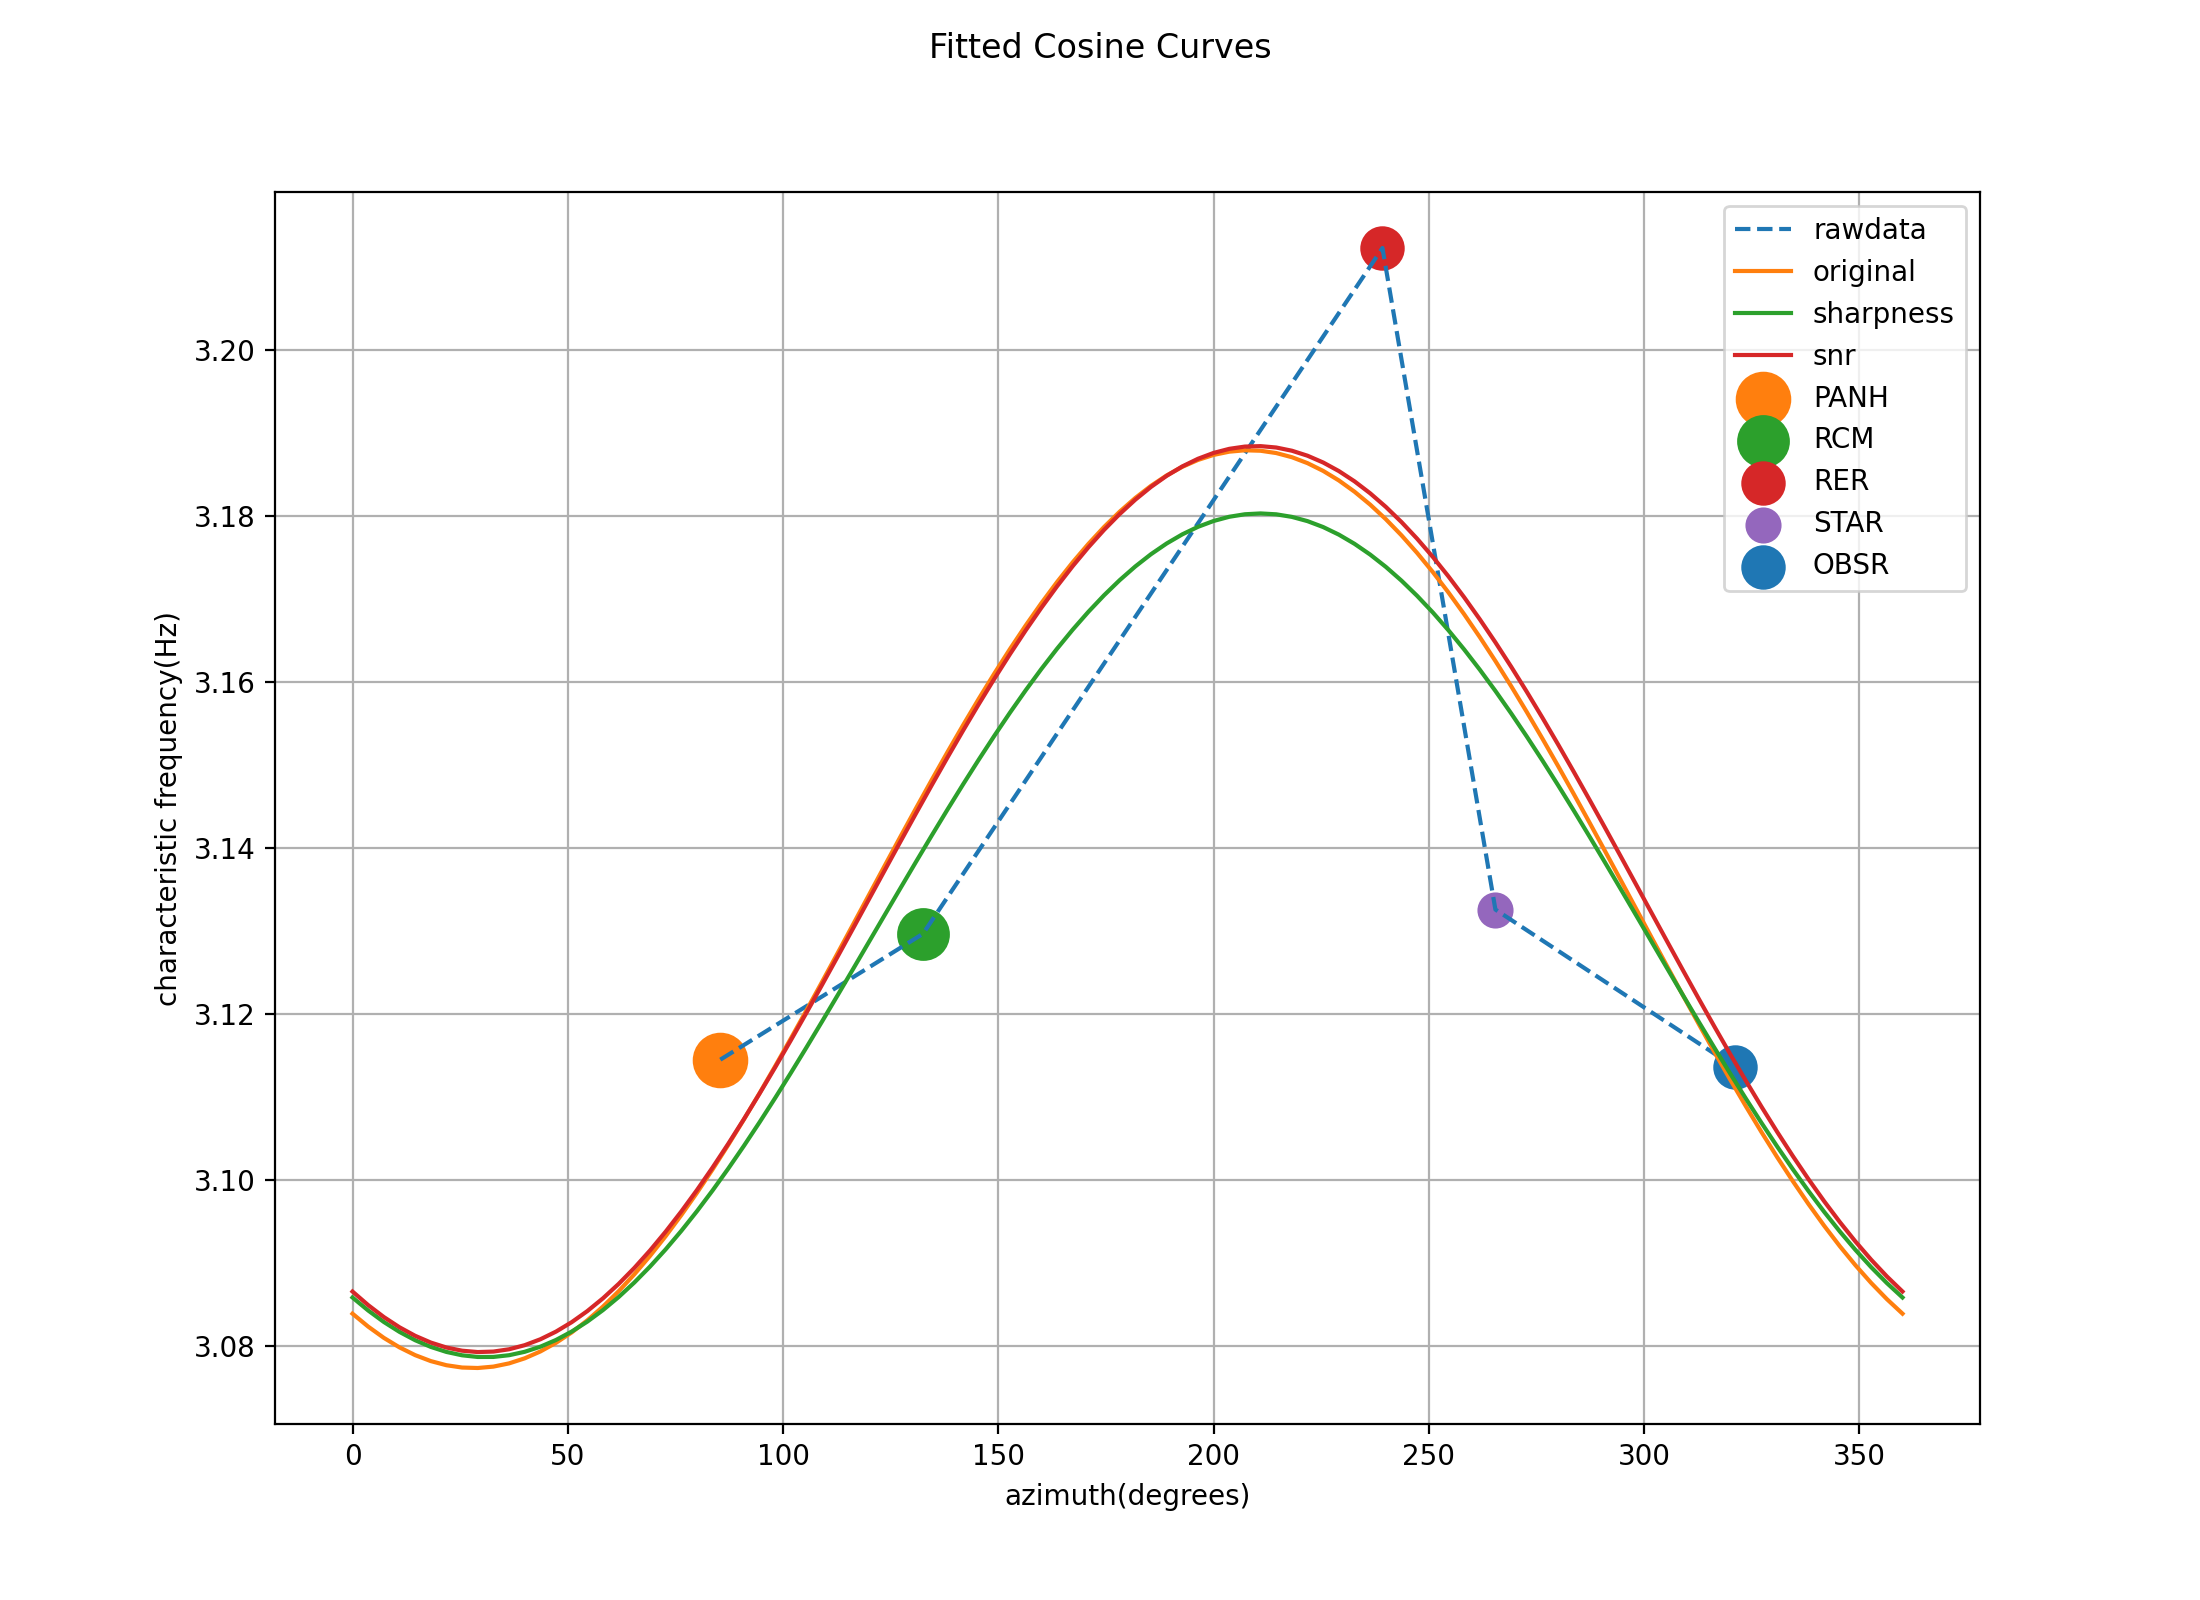 Fitted Cosine Curves
rawdata
original
sharpness
snr
PANH
RCM
RER
STAR
OBSR
characteristic frequency(Hz)
3.20
3.18
3.16
3.14
3.12
3.10
3.08
0 50 100 150 200 250 300 350
azimuth(degrees)